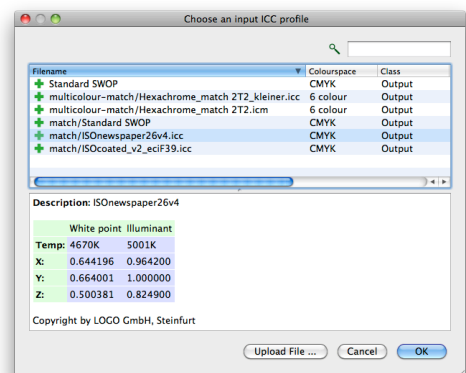 Choose an input ICC profile
Filename Colourspace Class
Standard SWOP CMYK Output
multicolour-match/Hexachrome_match 2T2_kleiner.icc 6 colour Output
multicolour-match/Hexachrome_match 2T2.icm 6 colour Output
match/Standard SWOP CMYK Output
match/ISOnewspaper26v4.icc CMYK Output
match/ISOcoated_v2_eciF39.icc CMYK Output
Description: ISOnewspaper26v4
White point Illuminant
Temp: 4670K 5001K
X: 0.644196 0.964200
Y: 0.664001 1.000000
Z: 0.500381 0.824900
Copyright by LOGO GmbH, Steinfurt
Upload File ... Cancel OK